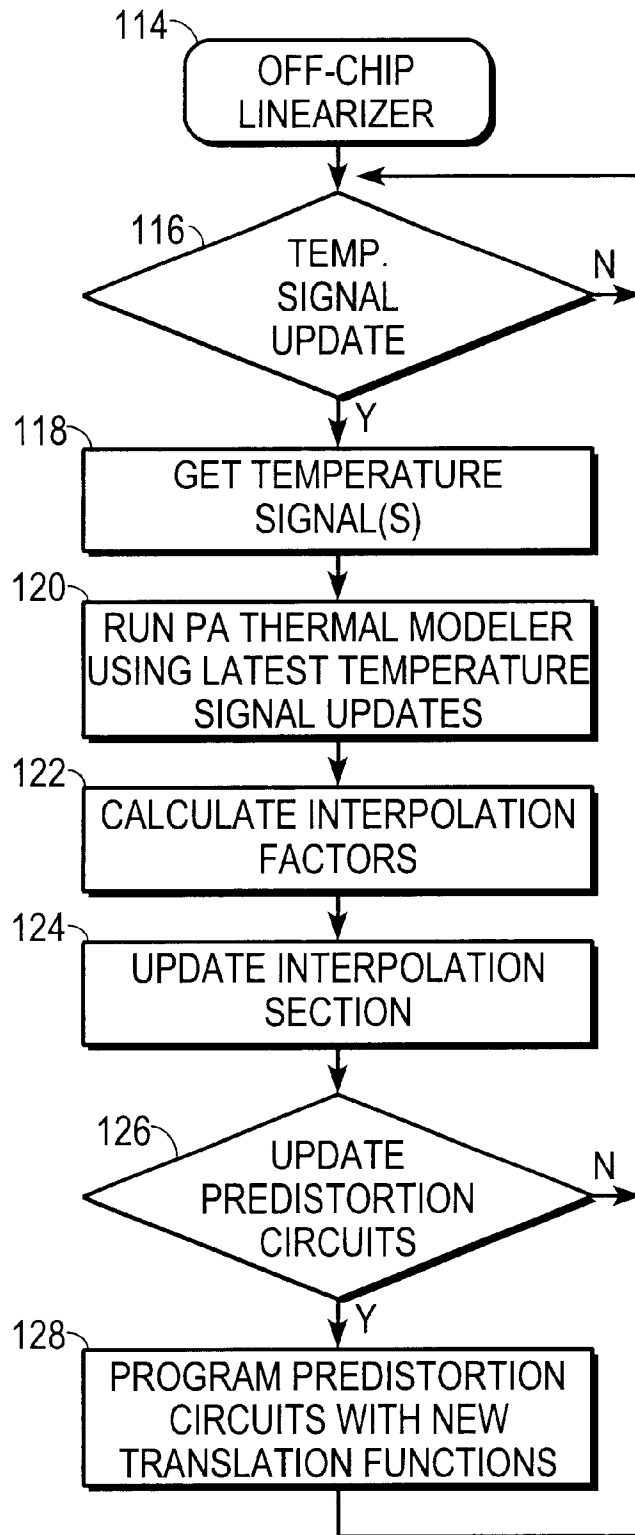 114
OFF-CHIP
LINEARIZER
116
TEMP.
SIGNAL
UPDATE
N
Y
118
GET TEMPERATURE
SIGNAL(S)
120
RUN PA THERMAL MODELER
USING LATEST TEMPERATURE
SIGNAL UPDATES
122
CALCULATE INTERPOLATION
FACTORS
124
UPDATE INTERPOLATION
SECTION
126
UPDATE
PREDISTORTION
CIRCUITS
N
Y
128
PROGRAM PREDISTORTION
CIRCUITS WITH NEW
TRANSLATION FUNCTIONS